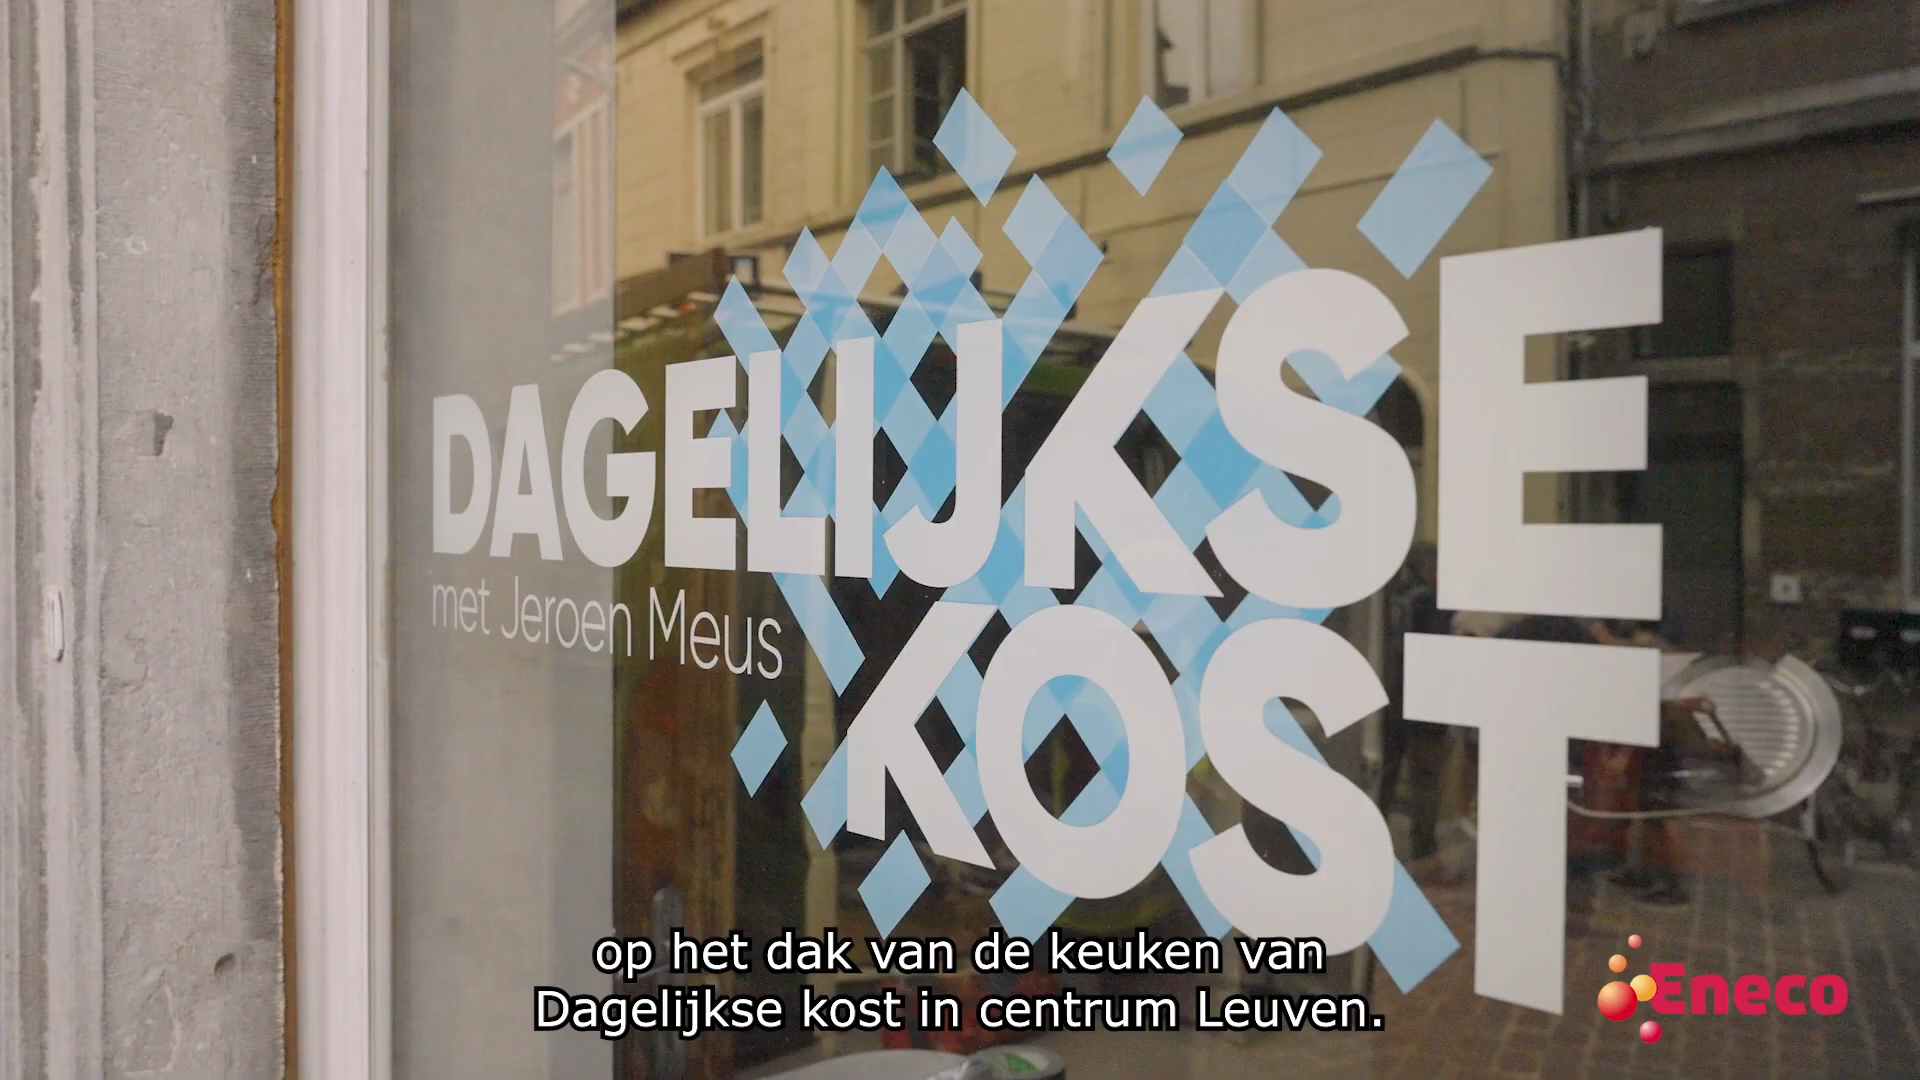 DAGELIJKSE
met Jeroen Meus
KOST
op het dak van de keuken van
Dagelijkse kost in centrum Leuven.
Eneco